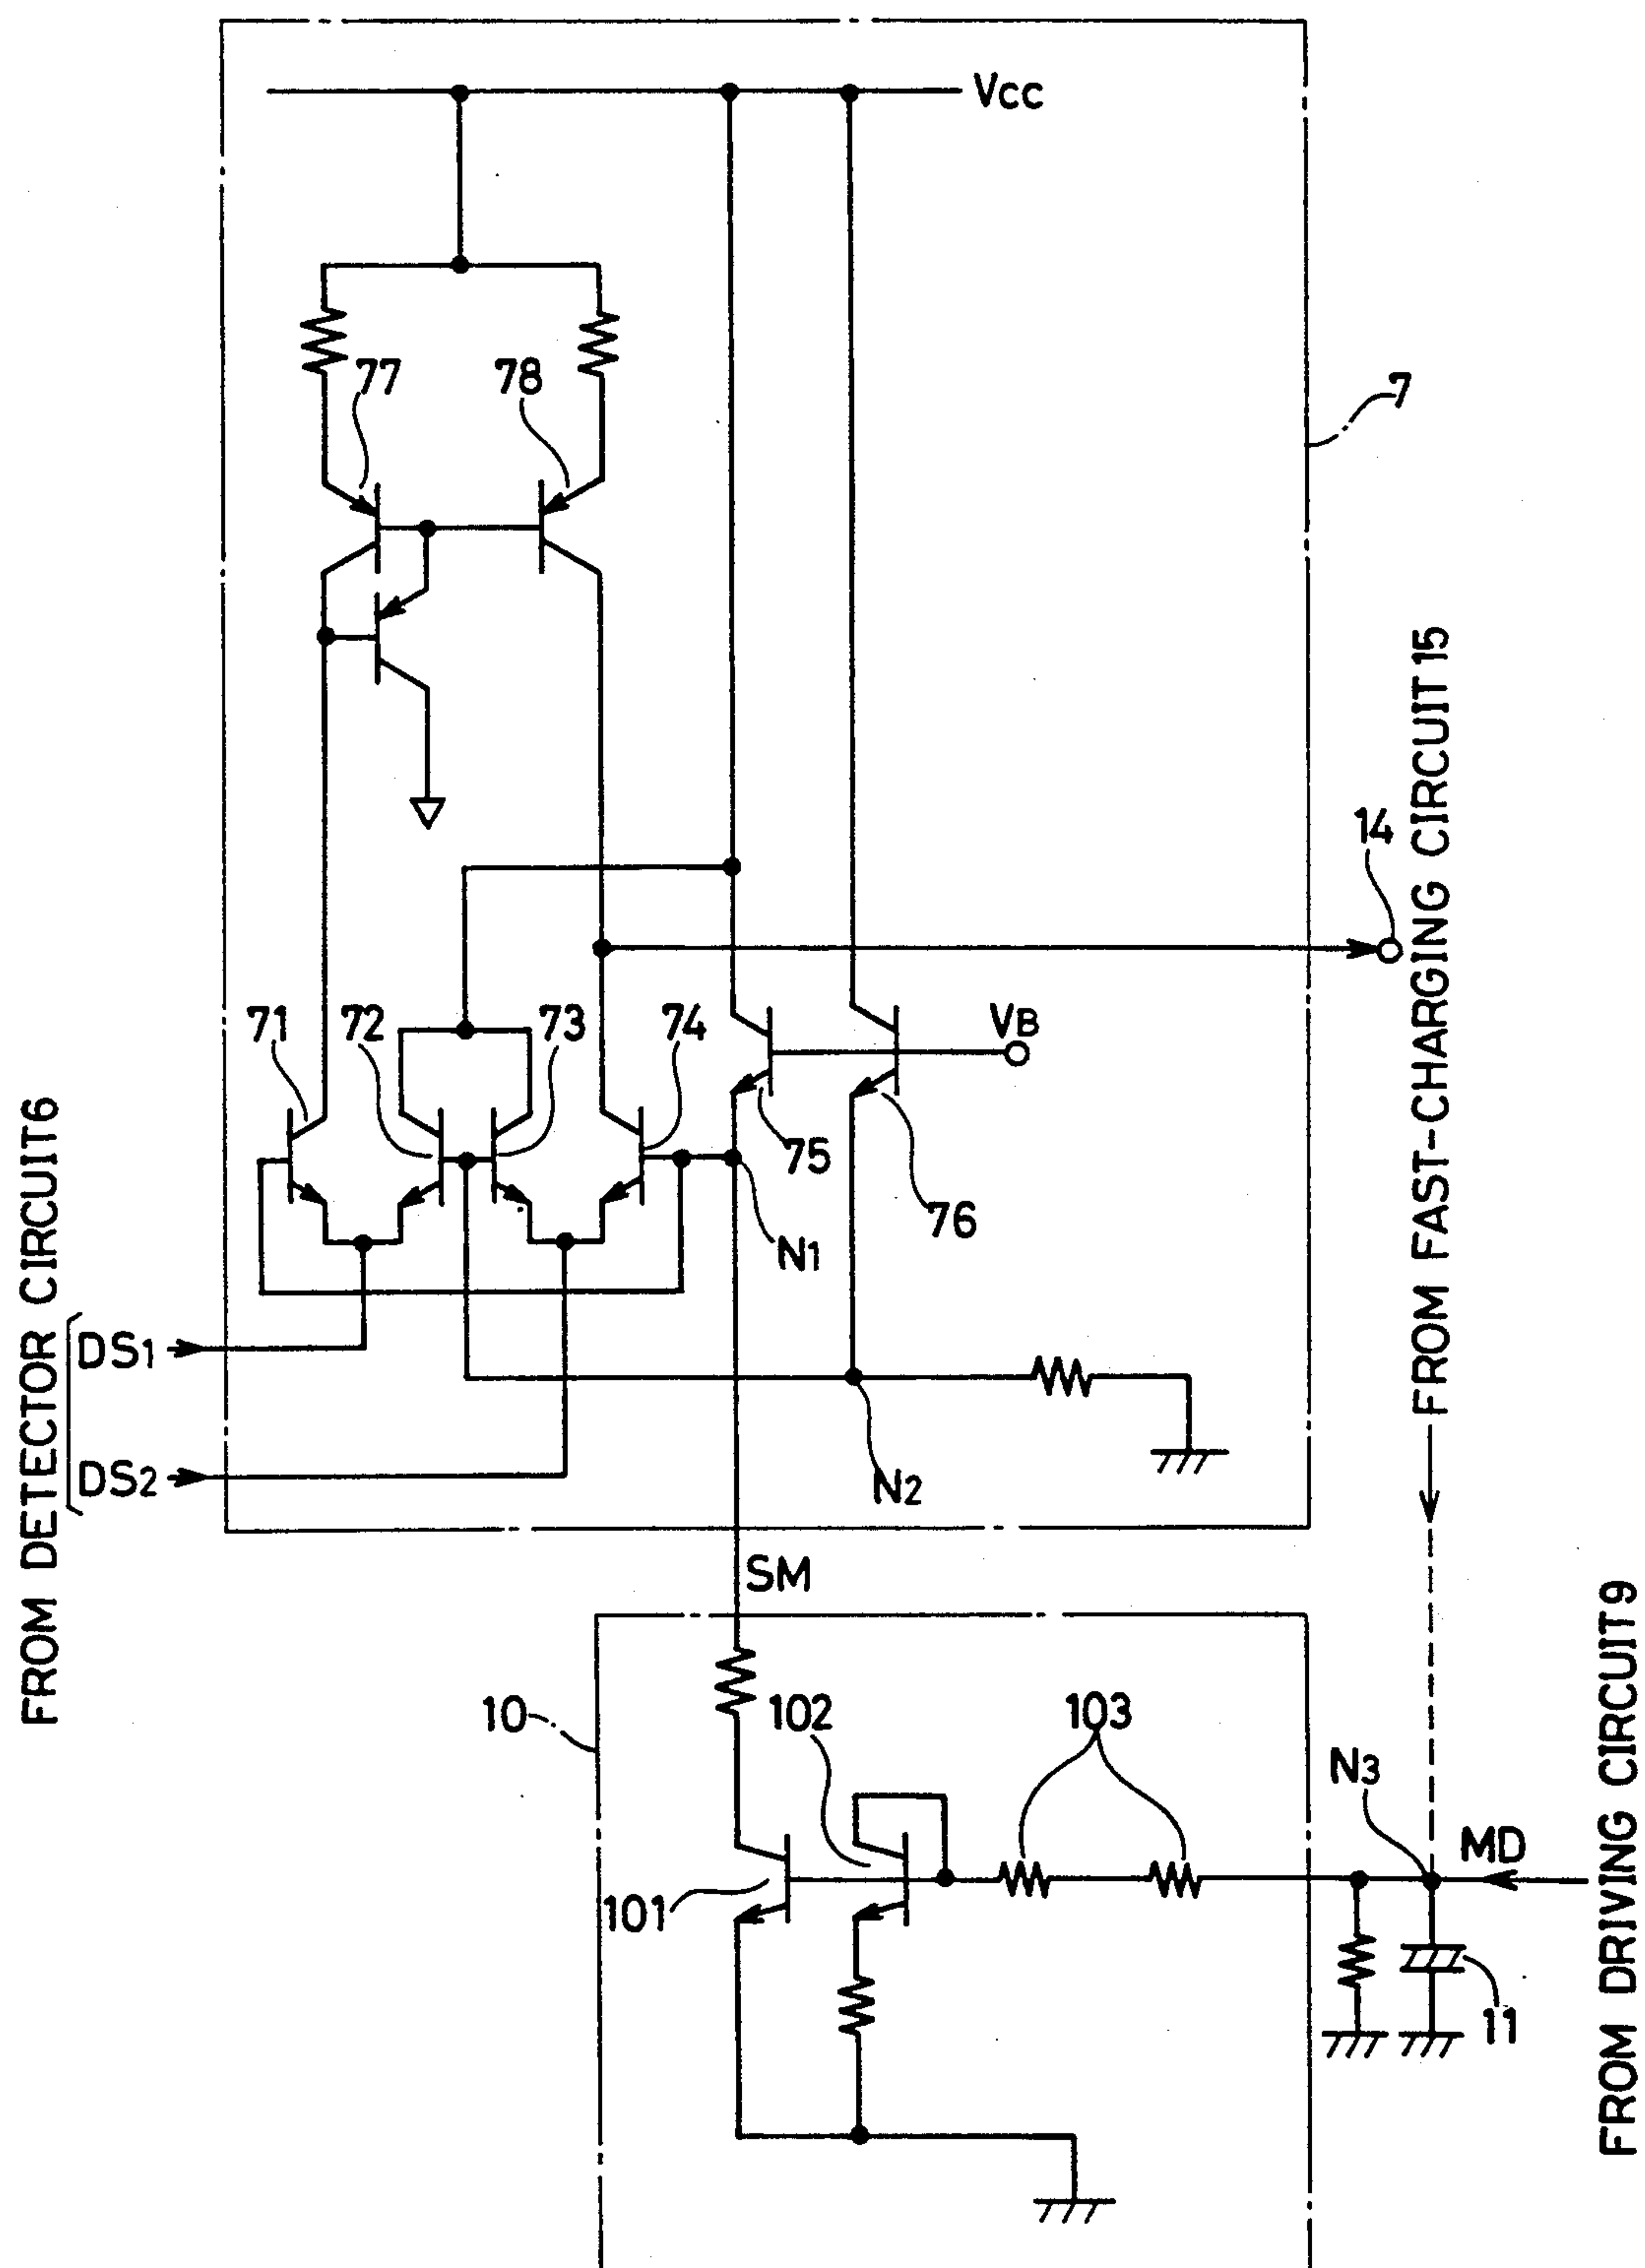 VCC
77
78
7
14
71
72
73
74
VB
75
76
N1
DS1
DS2
N2
FROM DETECTOR CIRCUIT6
FROM FAST-CHARGING CIRCUIT 15
SM
10
102
103
N3
MD
101
11
FROM DRIVING CIRCUIT9